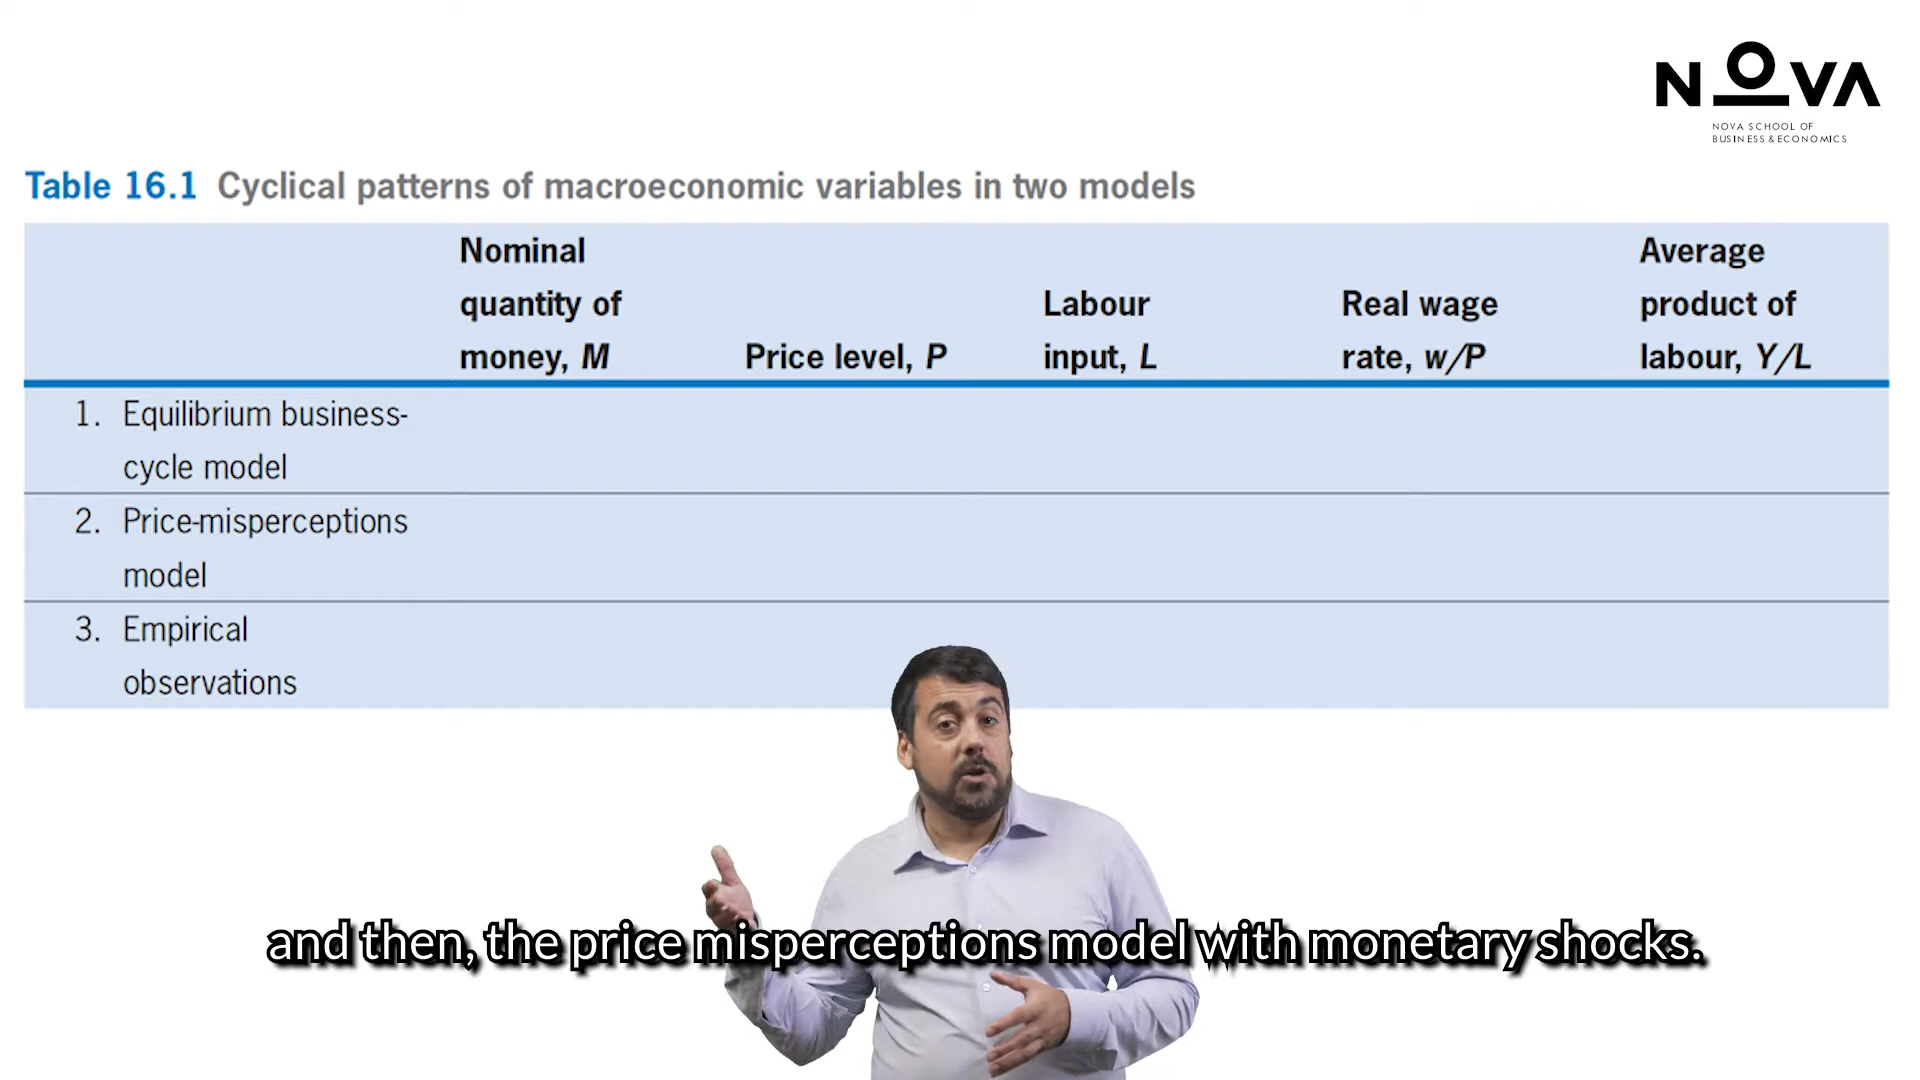 NOVA
NOVA SCHOOL OF
BUSINESS & ECONOMICS
Table 16.1 Cyclical patterns of macroeconomic variables in two models
Nominal
quantity of
money, M
Price level, P
Labour
input, L
Real wage
rate, w/P
Average
product of
labour, Y/L
1. Equilibrium business-
cycle model
2. Price-misperceptions
model
3. Empirical
observations
and then, the price misperceptions model with monetary shocks.